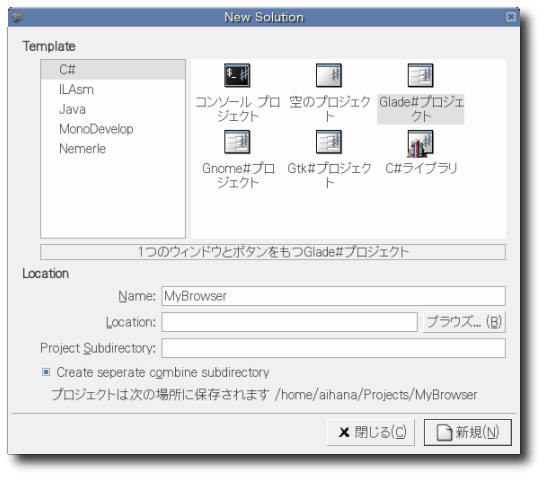 New Solution
Template
C#
ILAsm
Java
MonoDevelop
Nemerle
コンソール プロ
ジェクト
空のプロジェク
ト
Glade#プロジェ
クト
Gnome#プロ
ジェクト
Gtk#プロジェク
ト
C#ライブラリ
1つのウィンドウとボタンをもつGlade#プロジェクト
Location
Name: MyBrowser
Location: ブラウズ... (B)
Project Subdirectory:
Create seperate combine subdirectory
プロジェクトは次の場所に保存されます /home/aihana/Projects/MyBrowser
閉じる(C) 新規(N)